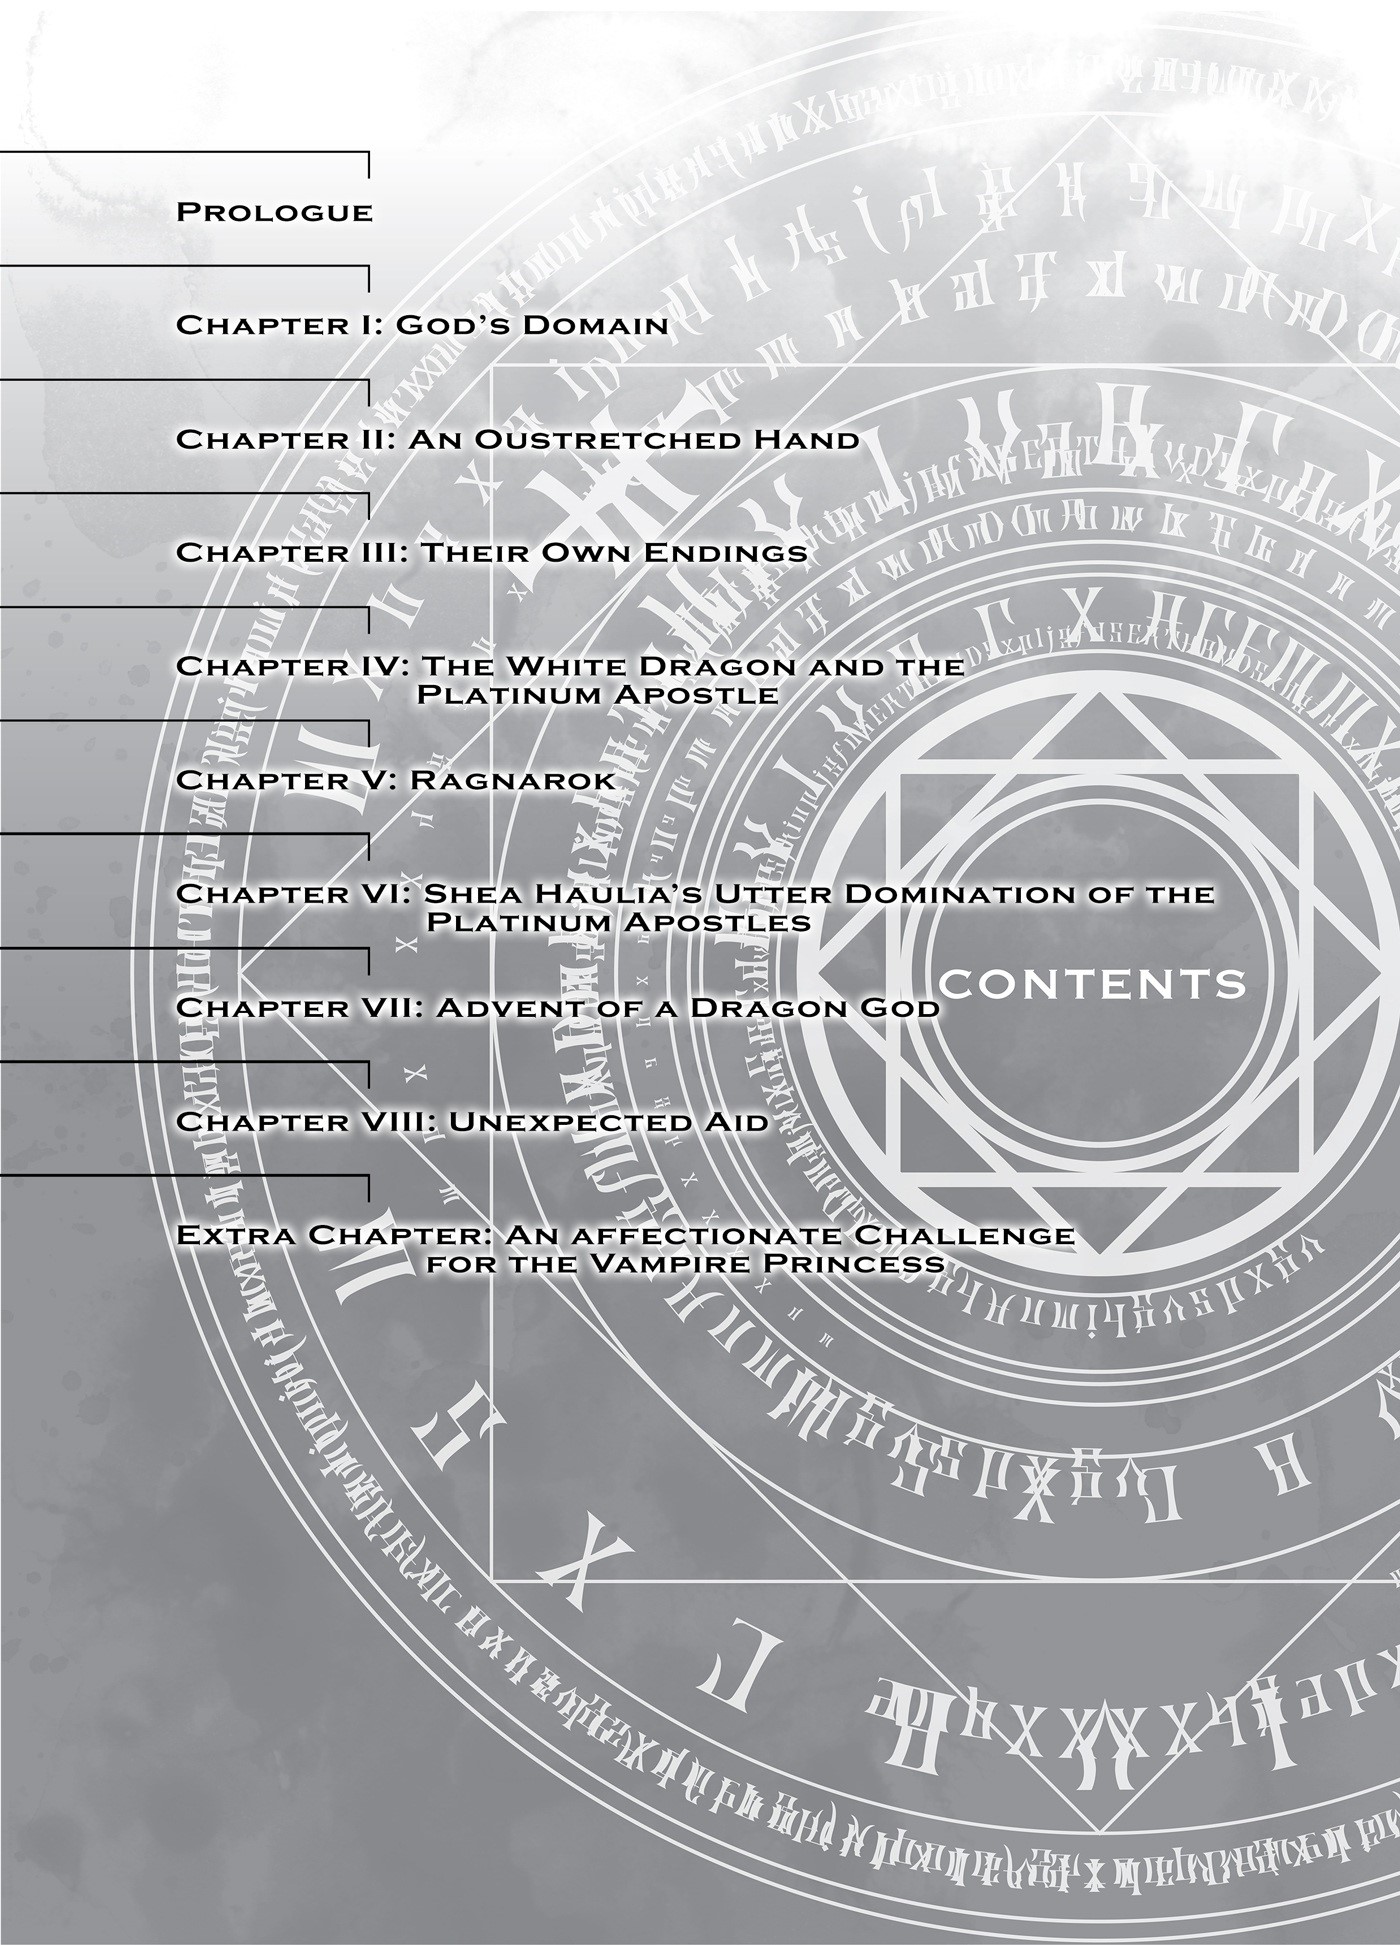 Prologue
Chapter I: God's Domain
Chapter II: An Oustretched Hand
Chapter III: Their Own Endings
Chapter IV: The White Dragon and the
Platinum Apostle
Chapter V: Ragnarok
Chapter VI: Shea Haulia's Utter Domination of the
Platinum Apostles
CONTENTS
Chapter VII: Advent of a Dragon God
Chapter VIII: Unexpected Aid
Extra Chapter: An affectionate Challenge
for the Vampire Princess